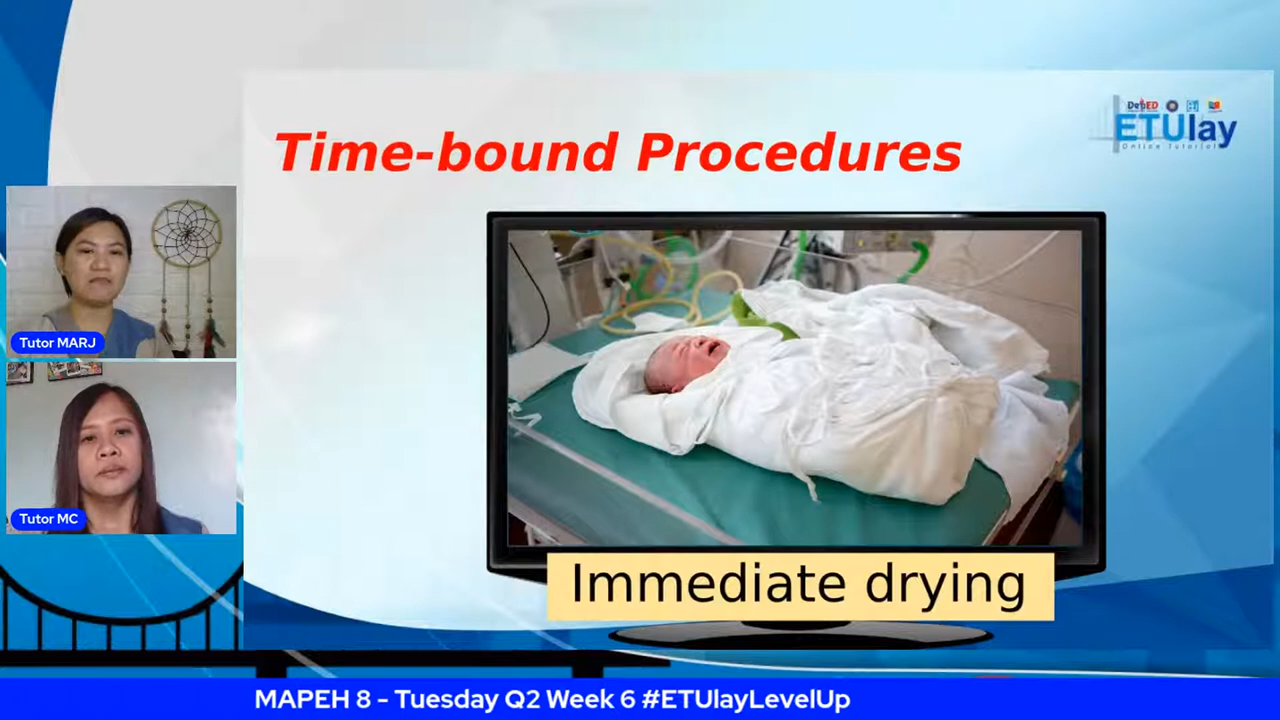 Time-bound Procedures
DepED
ETUlay
Online Tutorial
Tutor MARJ
Tutor MC
Immediate drying
MAPEH 8 - Tuesday Q2 Week 6 #ETUlayLevelUp